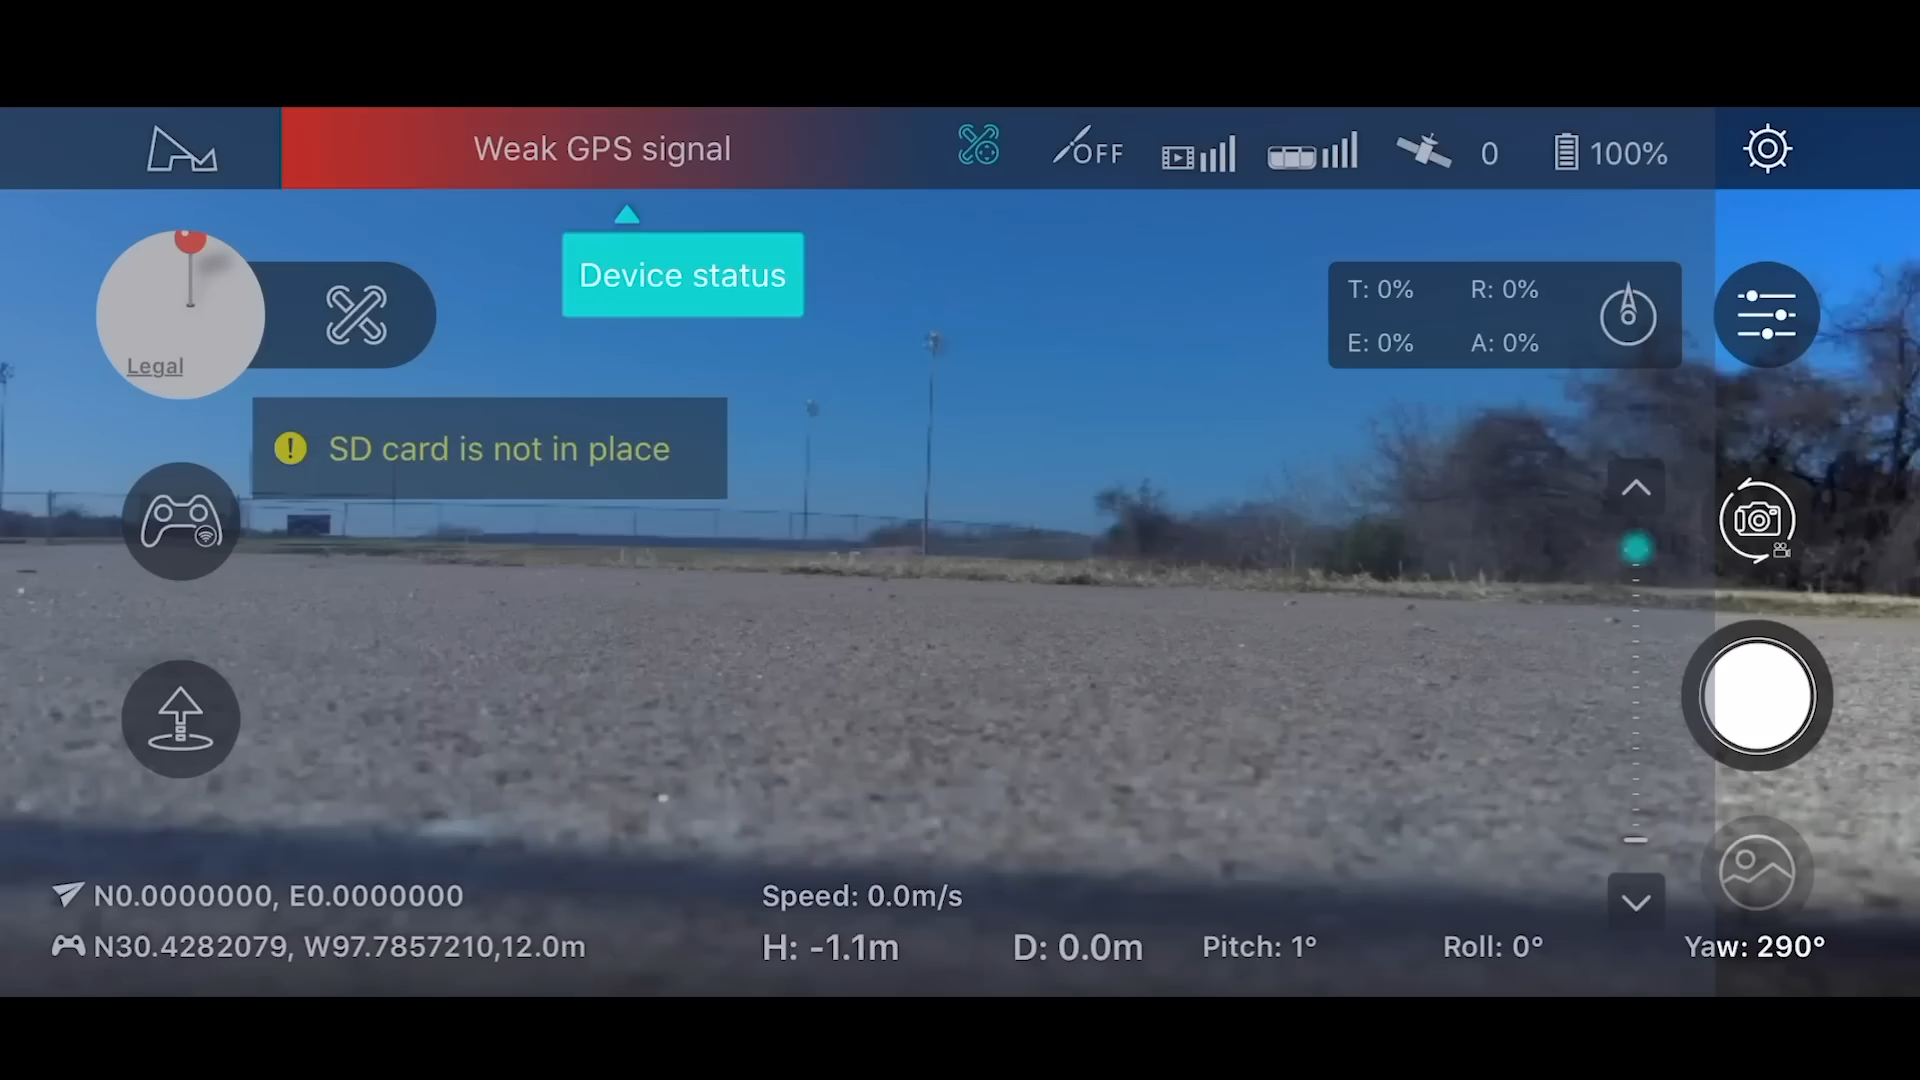 Weak GPS signal
OFF
0
100%
Device status
Legal
T: 0% R: 0%
E: 0% A: 0%
SD card is not in place
N0.0000000, E0.0000000
Speed: 0.0m/s
N30.4282079, W97.7857210,12.0m
H: -1.1m
D: 0.0m
Pitch: 1°
Roll: 0°
Yaw: 290°